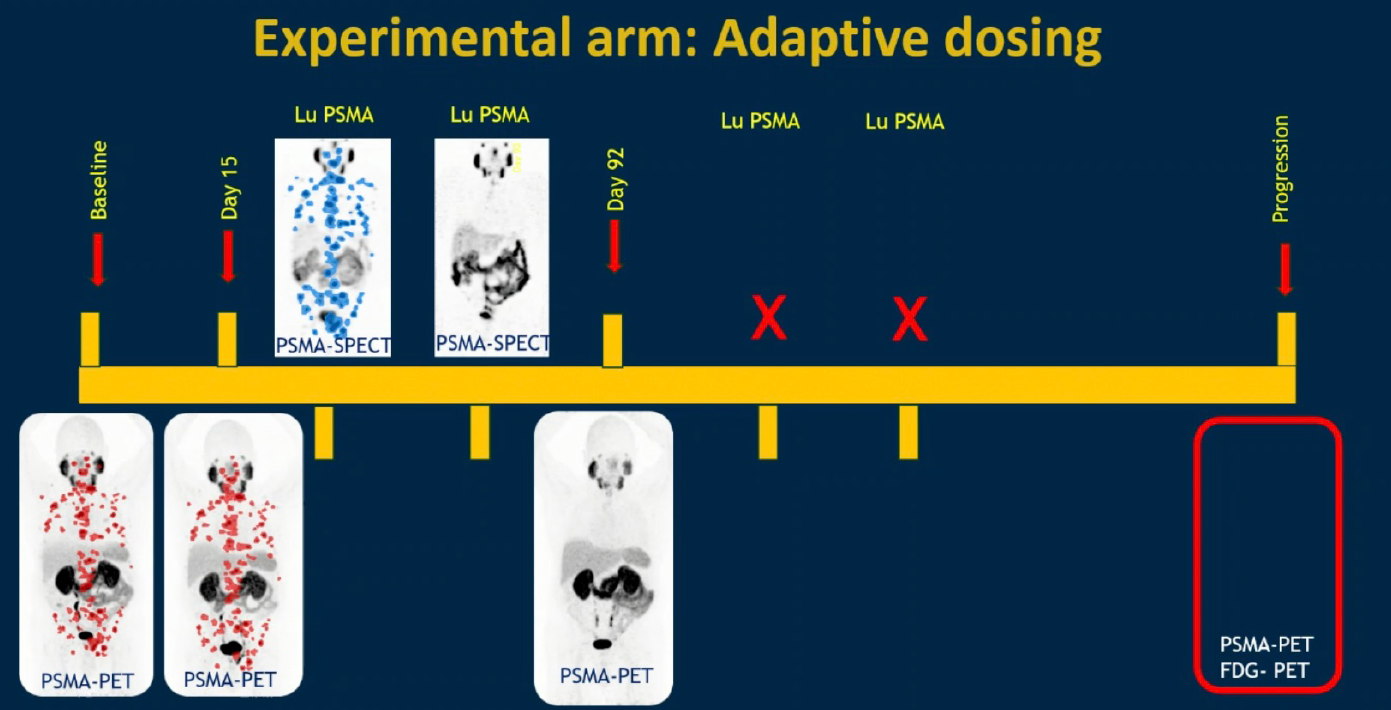 Experimental arm: Adaptive dosing
Baseline
Day 15
Lu PSMA
PSMA-SPECT
Lu PSMA
PSMA-SPECT
Day 92
Lu PSMA
X
Lu PSMA
X
Progression
PSMA-PET
PSMA-PET
PSMA-PET
PSMA-PET
FDG- PET